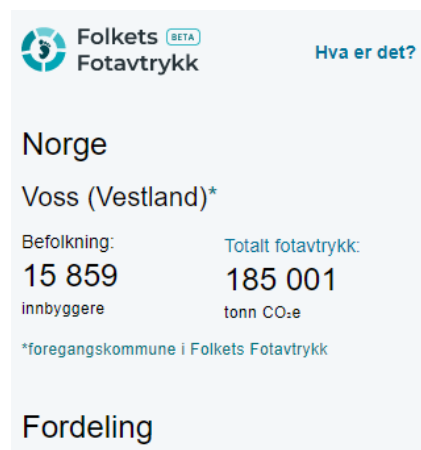 Folkets BETA
Fotavtrykk
Hva er det?
Norge
Voss (Vestland)*
Befolkning:
15 859
innbyggere
Totalt fotavtrykk:
185 001
tonn CO₂e
*foregangskommune i Folkets Fotavtrykk
Fordeling